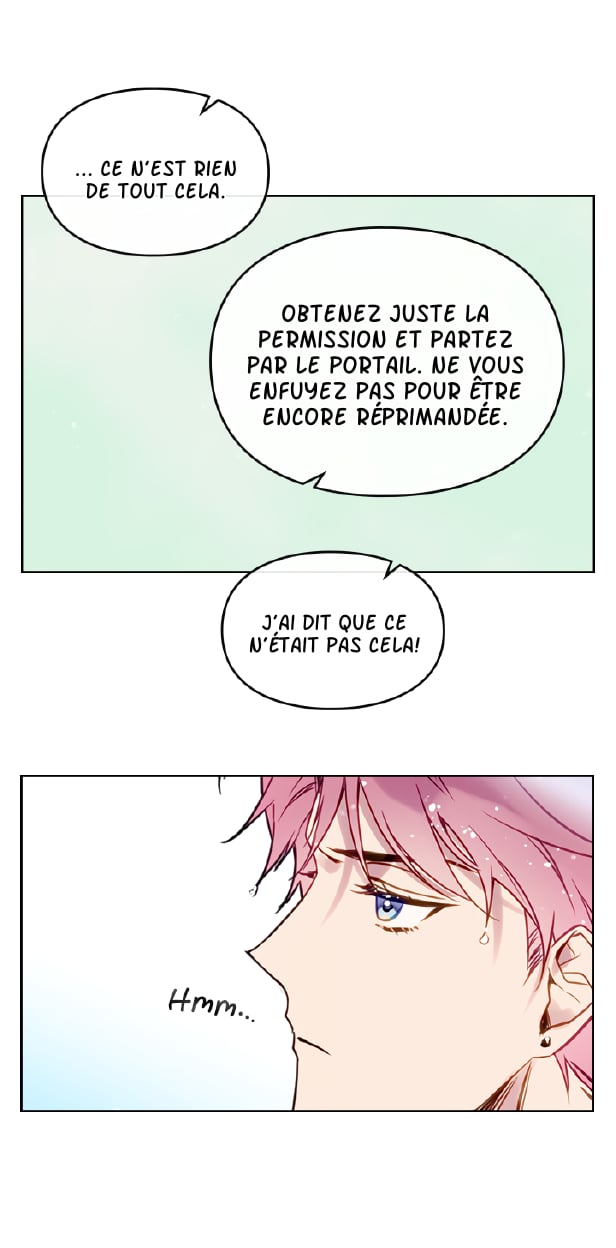 ... CE N'EST RIEN
DE TOUT CELA.
OBTENEZ JUSTE LA
PERMISSION ET PARTEZ
PAR LE PORTAIL. NE VOUS
ENFUYEZ PAS POUR ÊTRE
ENCORE RÉPRIMANDÉE.
J'AI DIT QUE CE
N'ÉTAIT PAS CELA!
Hmm...